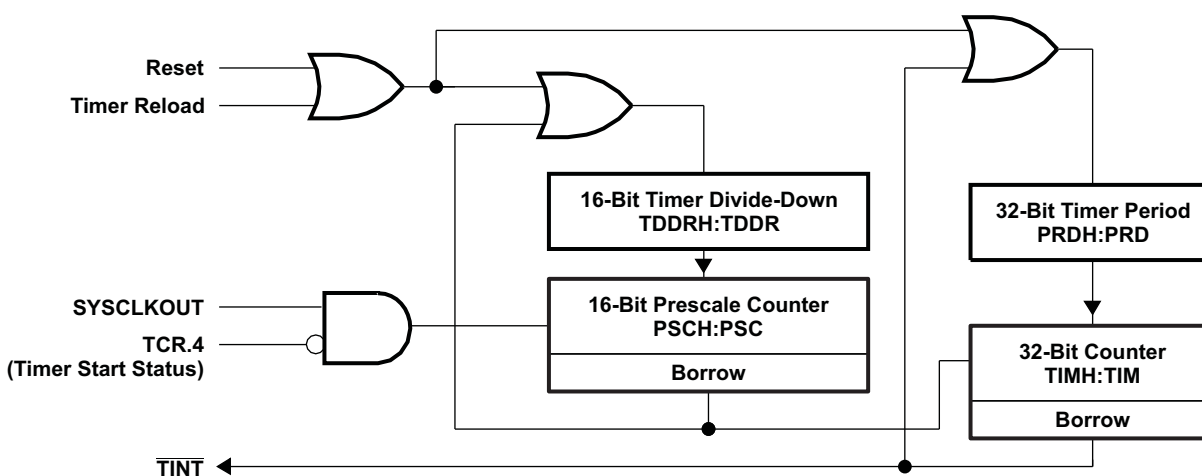 Reset
Timer Reload
16-Bit Timer Divide-Down
TDDRH:TDDR
32-Bit Timer Period
PRDH:PRD
SYSCLKOUT
TCR.4
(Timer Start Status)
16-Bit Prescale Counter
PSCH:PSC
Borrow
32-Bit Counter
TIMH:TIM
Borrow
TINT